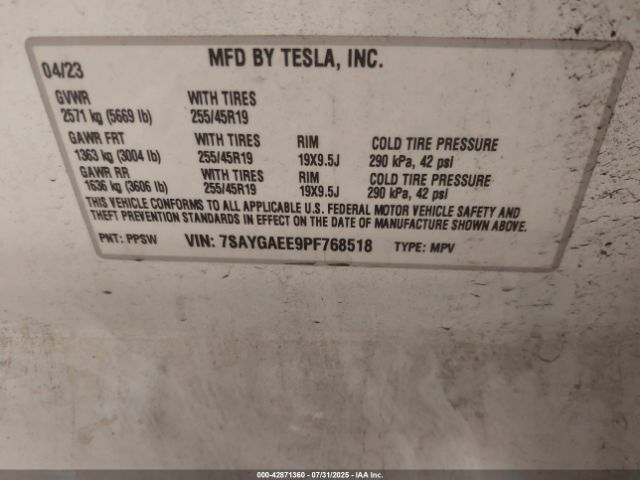 MFD BY TESLA, INC.
04/23
GVWR WITH TIRES
2571 kg (5669 lb) 255/45R19
GAWR FRT WITH TIRES RIM COLD TIRE PRESSURE
1363 kg (3004 lb) 255/45R19 19X9.5J 290 kPa, 42 psi
GAWR RR WITH TIRES RIM COLD TIRE PRESSURE
1636 kg (3606 lb) 255/45R19 19X9.5J 290 kPa, 42 psi
THIS VEHICLE CONFORMS TO ALL APPLICABLE U.S. FEDERAL MOTOR VEHICLE SAFETY AND
THEFT PREVENTION STANDARDS IN EFFECT ON THE DATE OF MANUFACTURE SHOWN ABOVE.
PNT: PPSW VIN: 7SAYGAEE9PF768518 TYPE: MPV
000-42871360 - 07/31/2025 - IAA Inc.